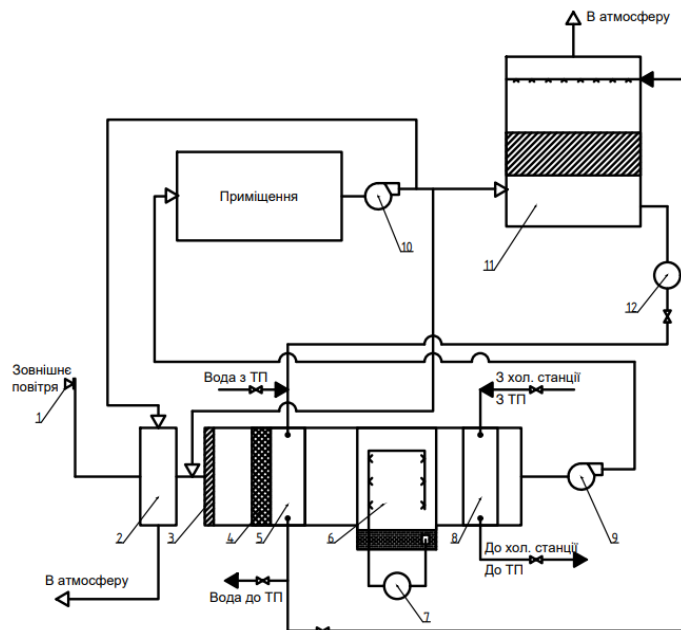 В атмосферу
Приміщення
10
11
12
Зовнішнє
повітря
1
Вода з ТП
З хол. станції
З ТП
2
3
4
5
6
8
9
До хол. станції
До ТП
В атмосферу
Вода до ТП
7